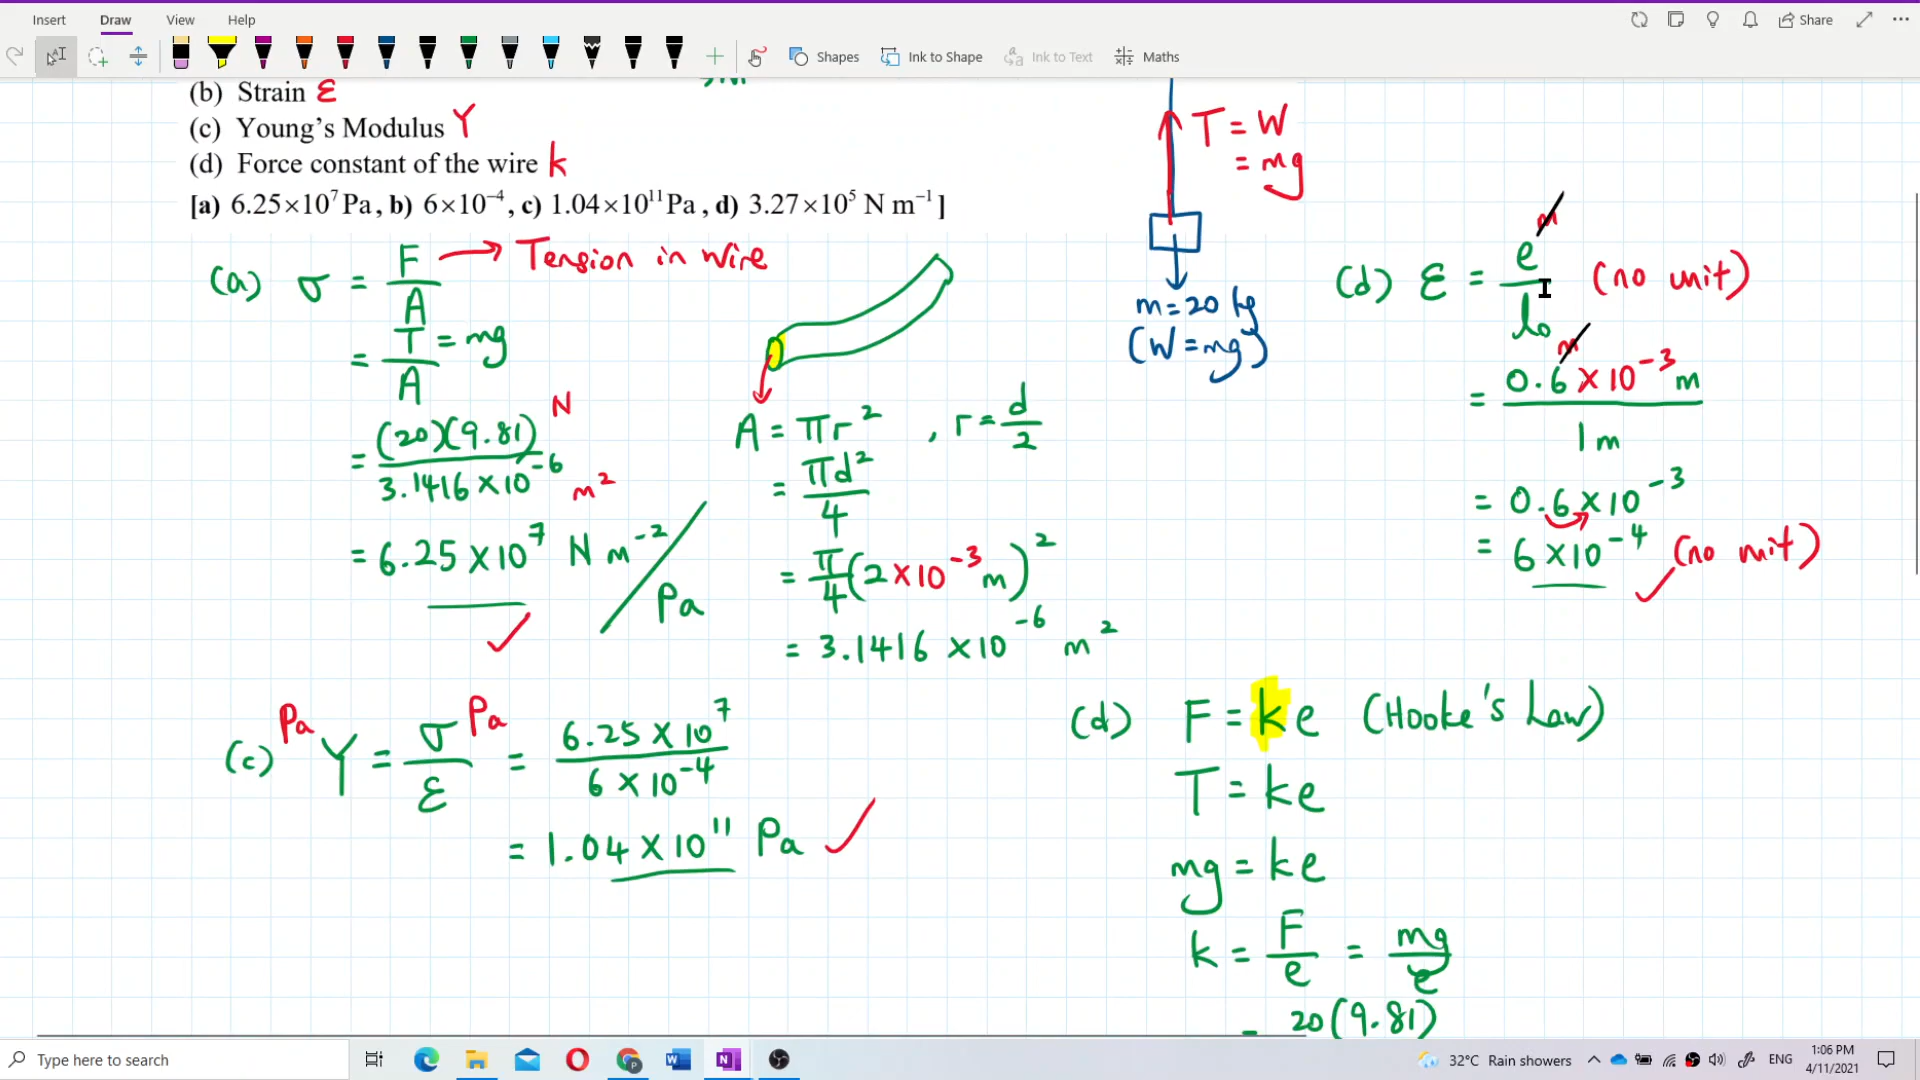 Insert Draw View Help Share
Shapes Ink to Shape Ink to Text Maths
(b) Strain ε
(c) Young's Modulus Y
(d) Force constant of the wire k
[a) 6.25×10⁷ Pa, b) 6×10⁻⁴, c) 1.04×10¹¹ Pa, d) 3.27×10⁵ N m⁻¹ ]
T = W
= mg
m = 20 kg
(W = mg)
(a) σ = F/A → Tension in wire
= T/A = mg
= (20)(9.81) N / 3.1416 × 10⁻⁶ m²
= 6.25 × 10⁷ N m⁻² / Pa
A = πr² , r = d/2
= πd²/4
= π/4 (2 × 10⁻³ m)²
= 3.1416 × 10⁻⁶ m²
(d) ε = e m / l₀ m (no unit)
= 0.6 × 10⁻³ m / 1 m
= 0.6 × 10⁻³
= 6 × 10⁻⁴ (no unit)
(c) Pa Y = σ Pa / ε = 6.25 × 10⁷ / 6 × 10⁻⁴
= 1.04 × 10¹¹ Pa
(d) F = ke (Hooke's Law)
T = ke
mg = ke
k = F/e = mg/e
= 20(9.81)
Type here to search
32°C Rain showers
ENG
1:06 PM
4/11/2021